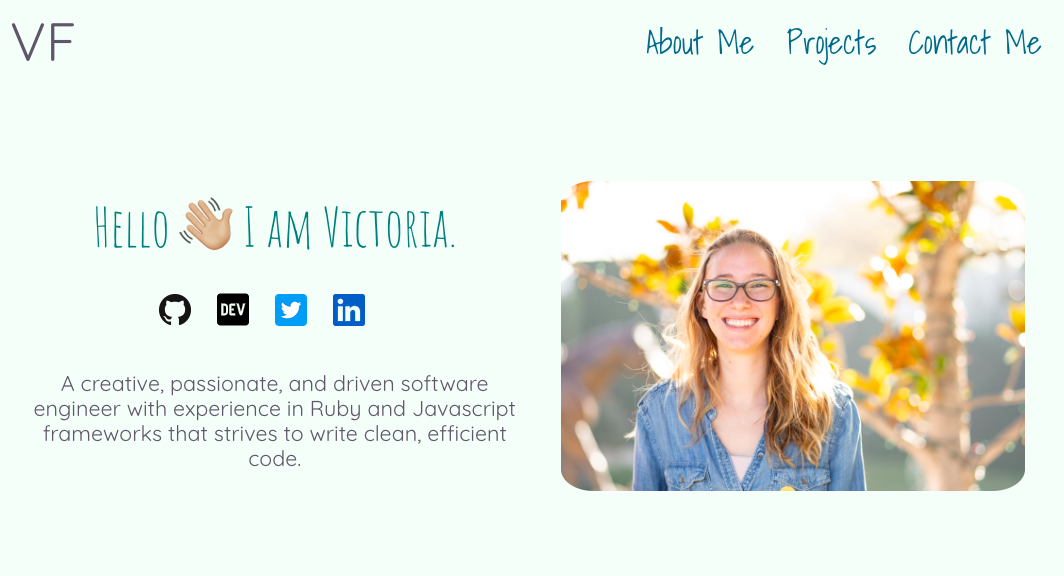 VF
About Me Projects Contact Me
Hello 👋🏼 I am Victoria.
DEV
in
A creative, passionate, and driven software
engineer with experience in Ruby and Javascript
frameworks that strives to write clean, efficient
code.